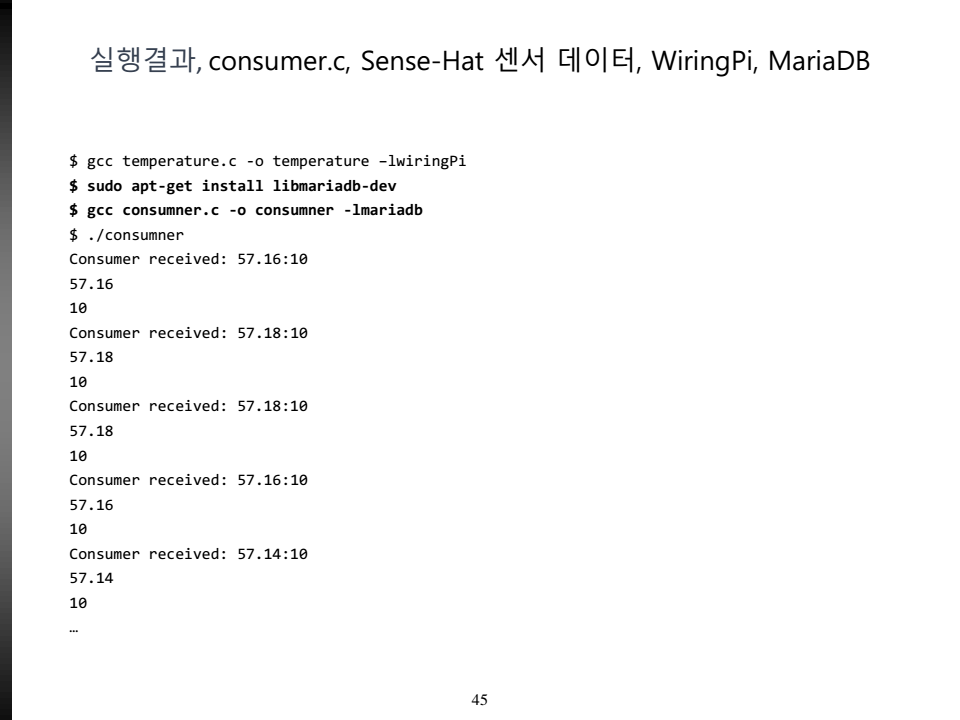 실행결과, consumer.c, Sense-Hat 센서 데이터, WiringPi, MariaDB
$ gcc temperature.c -o temperature –lwiringPi
$ sudo apt-get install libmariadb-dev
$ gcc consumner.c -o consumner -lmariadb
$ ./consumner
Consumer received: 57.16:10
57.16
10
Consumer received: 57.18:10
57.18
10
Consumer received: 57.18:10
57.18
10
Consumer received: 57.16:10
57.16
10
Consumer received: 57.14:10
57.14
10
…
45